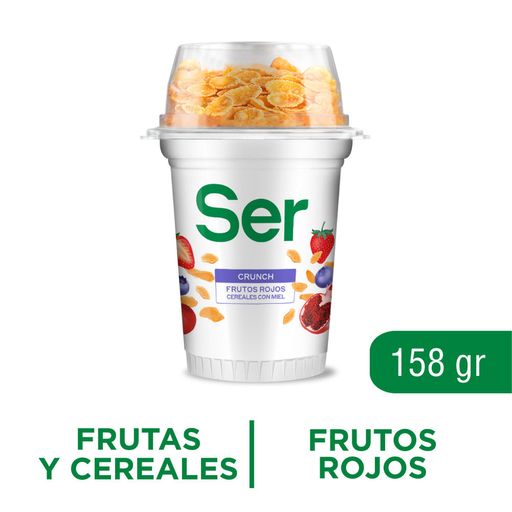 Ser
CRUNCH
FRUTOS ROJOS
CEREALES CON MIEL
158 gr
FRUTAS
Y CEREALES
FRUTOS
ROJOS